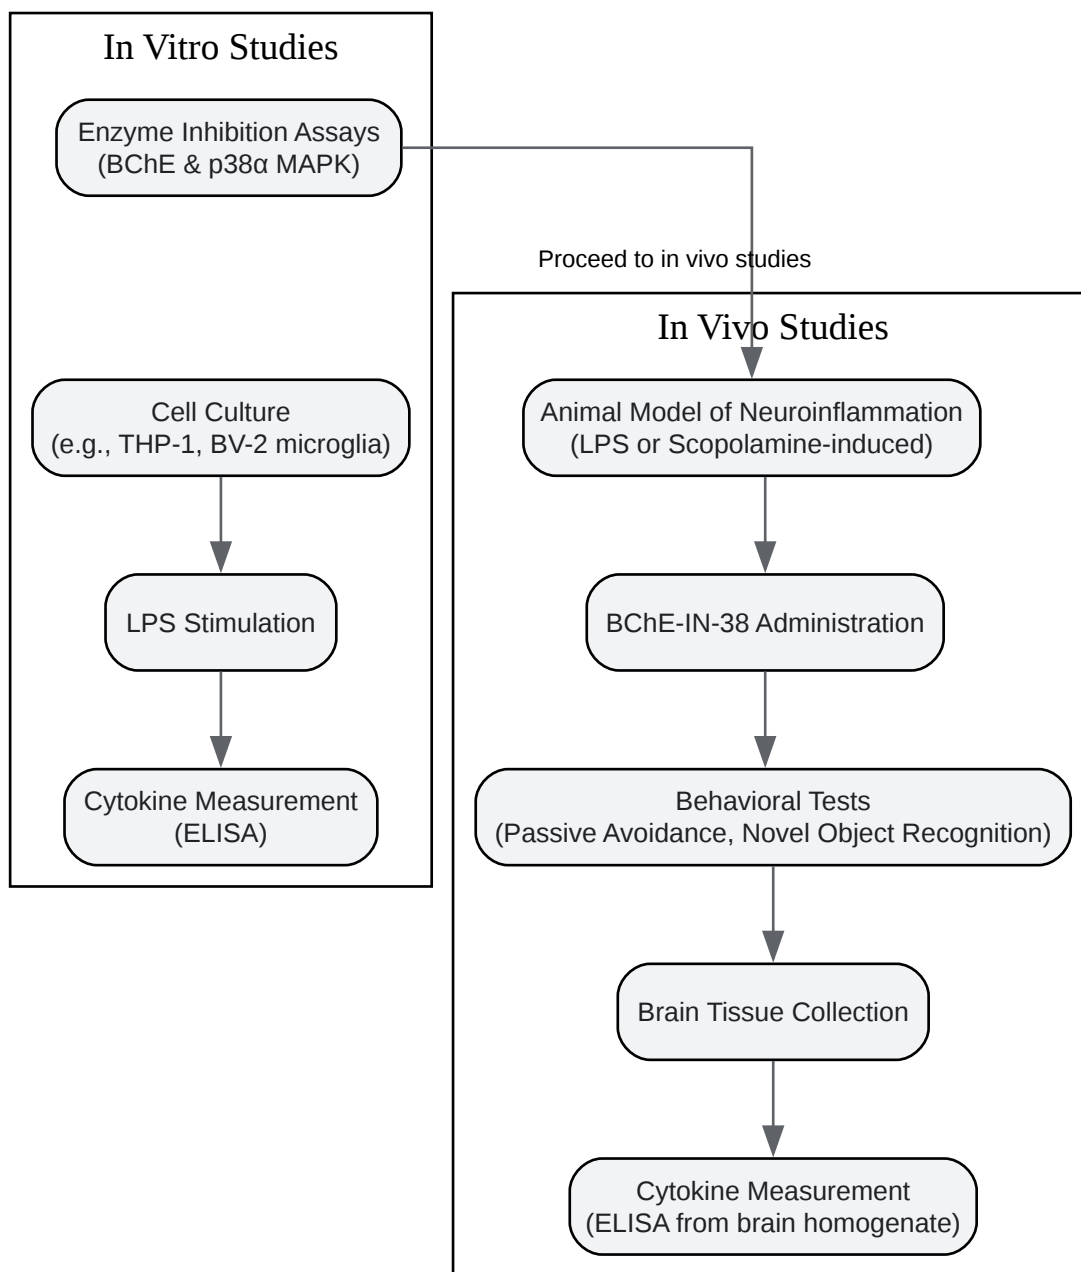 In Vitro Studies
Enzyme Inhibition Assays
(BChE & p38α MAPK)
Cell Culture
(e.g., THP-1, BV-2 microglia)
LPS Stimulation
Cytokine Measurement
(ELISA)
Proceed to in vivo studies
In Vivo Studies
Animal Model of Neuroinflammation
(LPS or Scopolamine-induced)
BChE-IN-38 Administration
Behavioral Tests
(Passive Avoidance, Novel Object Recognition)
Brain Tissue Collection
Cytokine Measurement
(ELISA from brain homogenate)